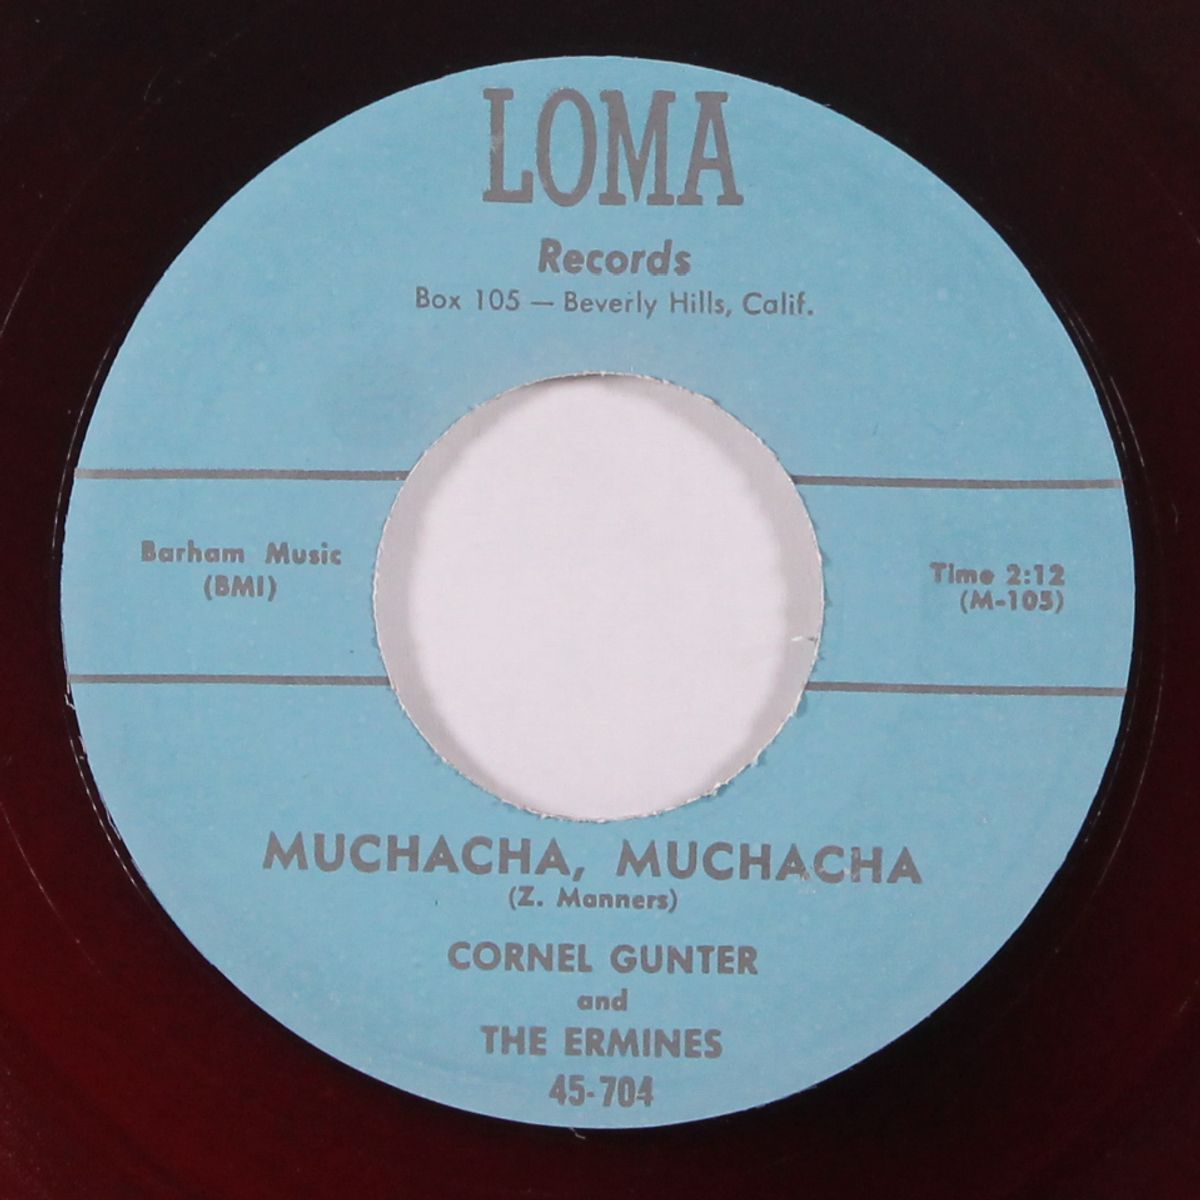 LOMA
Records
Box 105 — Beverly Hills, Calif.
Barham Music
(BMI)
Time 2:12
(M-105)
MUCHACHA, MUCHACHA
(Z. Manners)
CORNEL GUNTER
and
THE ERMINES
45-704